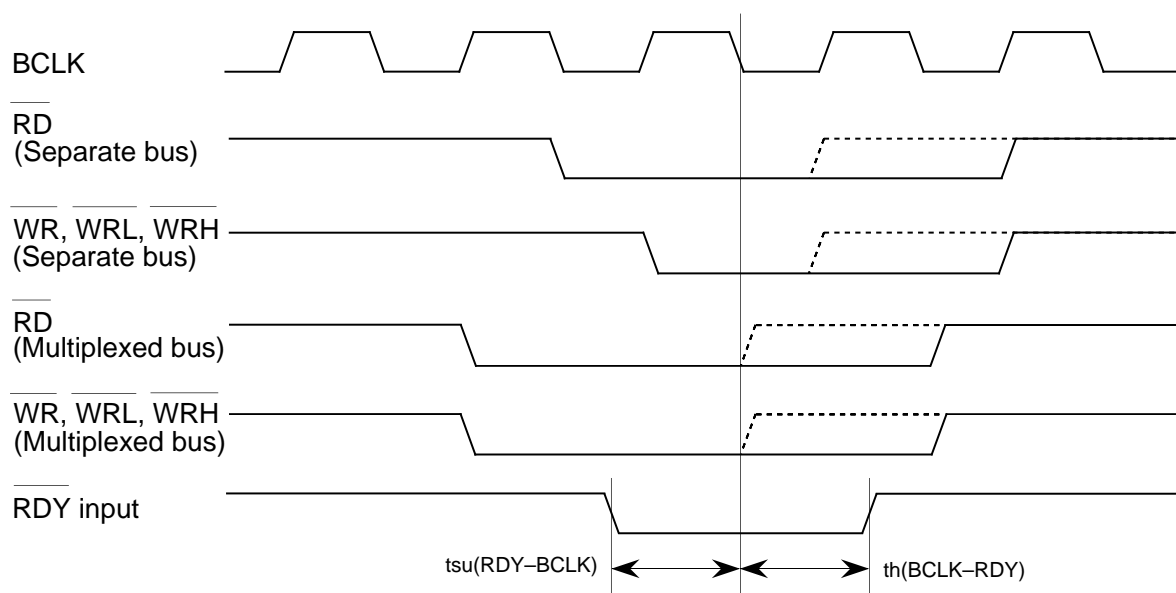 BCLK
RD
(Separate bus)
WR, WRL, WRH
(Separate bus)
RD
(Multiplexed bus)
WR, WRL, WRH
(Multiplexed bus)
RDY input
tsu(RDY–BCLK)
th(BCLK–RDY)